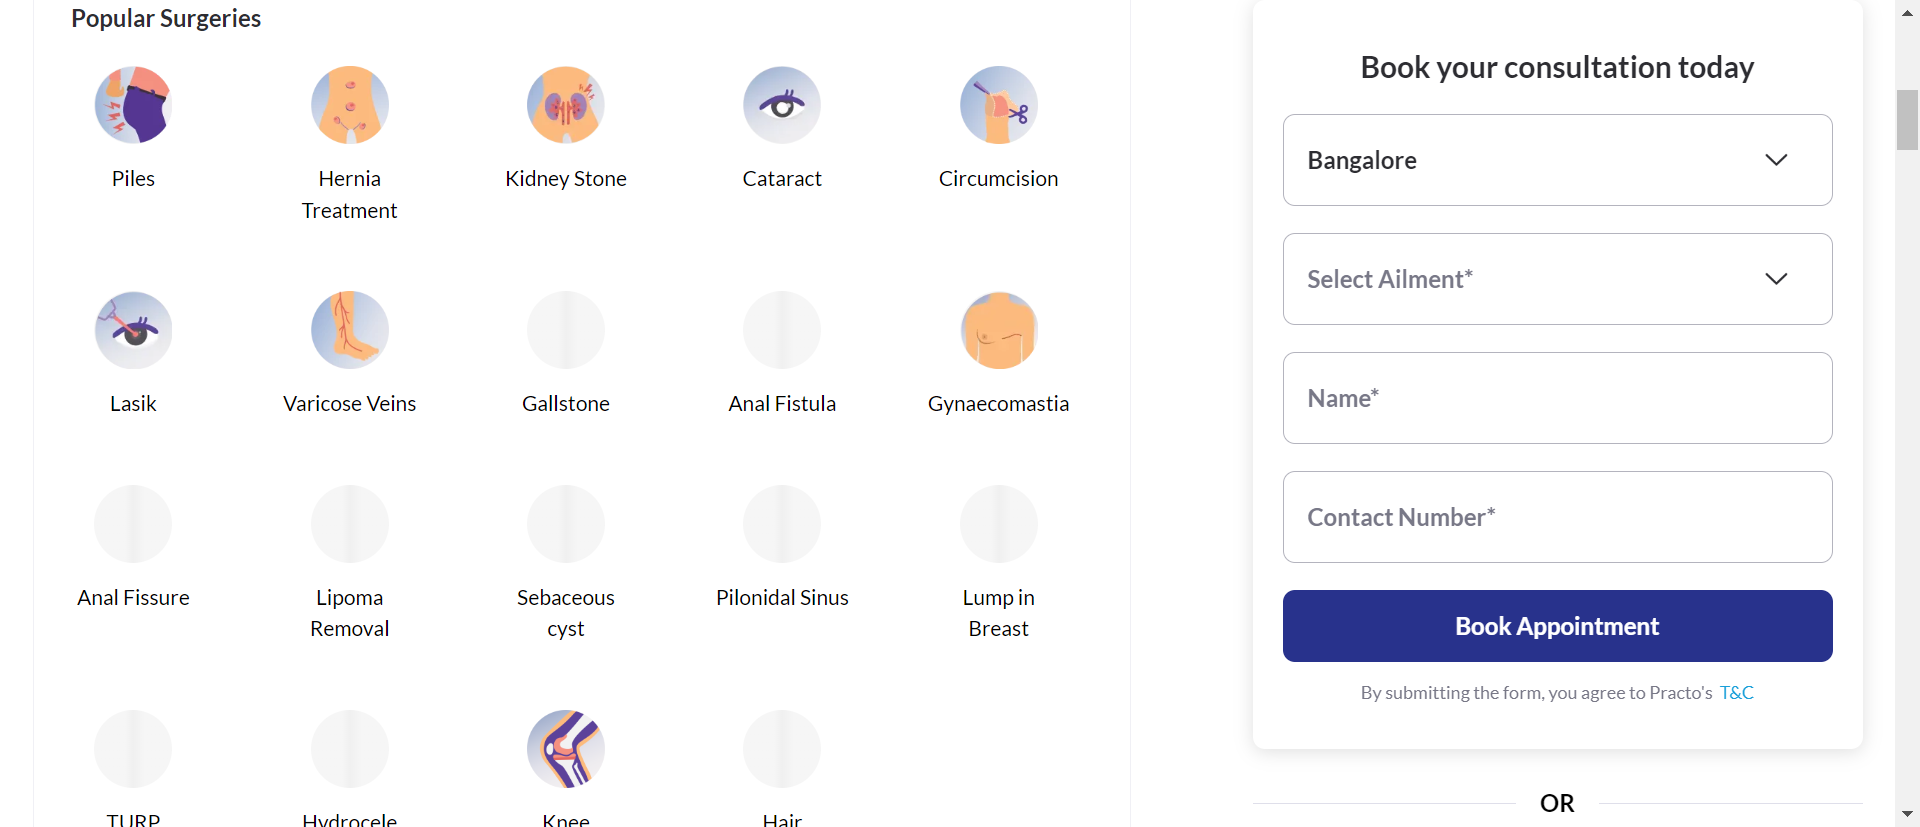 Popular Surgeries
Piles
Hernia
Treatment
Kidney Stone
Cataract
Circumcision
Lasik
Varicose Veins
Gallstone
Anal Fistula
Gynaecomastia
Anal Fissure
Lipoma
Removal
Sebaceous
cyst
Pilonidal Sinus
Lump in
Breast
TURP
Hydrocele
Knee
Hair
Book your consultation today
Bangalore
Select Ailment*
Name*
Contact Number*
Book Appointment
By submitting the form, you agree to Practo's T&C
OR